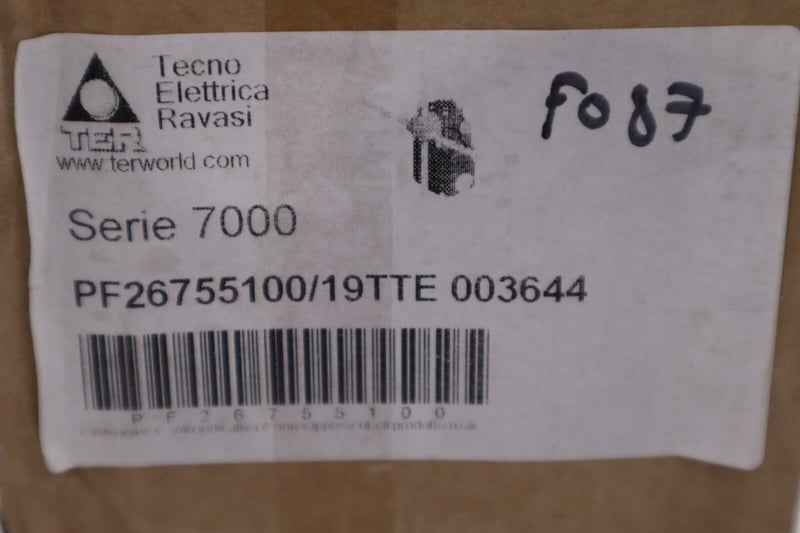 Tecno
Elettrica
Ravasi
TER
www.terworld.com
F087
Serie 7000
PF26755100/19TTE 003644
PF26755100